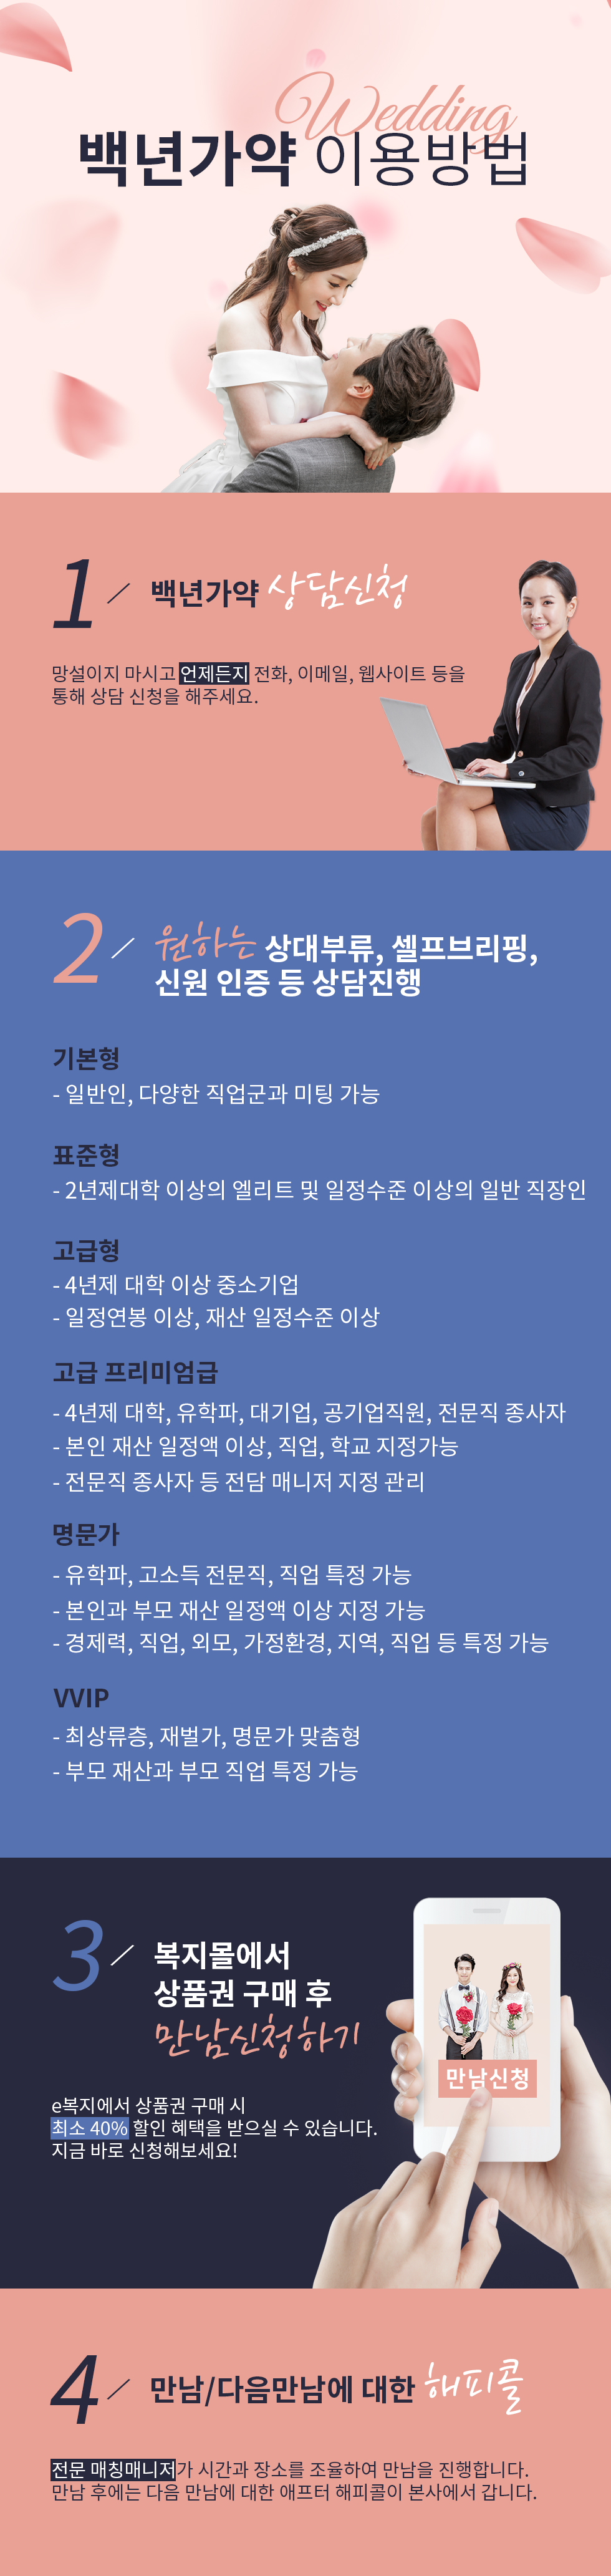 Wedding
백년가약 이용방법
1 / 백년가약 상담신청
망설이지 마시고 언제든지 전화, 이메일, 웹사이트 등을
통해 상담 신청을 해주세요.
2 / 원하는 상대부류, 셀프브리핑,
신원 인증 등 상담진행
기본형
- 일반인, 다양한 직업군과 미팅 가능
표준형
- 2년제대학 이상의 엘리트 및 일정수준 이상의 일반 직장인
고급형
- 4년제 대학 이상 중소기업
- 일정연봉 이상, 재산 일정수준 이상
고급 프리미엄급
- 4년제 대학, 유학파, 대기업, 공기업직원, 전문직 종사자
- 본인 재산 일정액 이상, 직업, 학교 지정가능
- 전문직 종사자 등 전담 매니저 지정 관리
명문가
- 유학파, 고소득 전문직, 직업 특정 가능
- 본인과 부모 재산 일정액 이상 지정 가능
- 경제력, 직업, 외모, 가정환경, 지역, 직업 등 특정 가능
VVIP
- 최상류층, 재벌가, 명문가 맞춤형
- 부모 재산과 부모 직업 특정 가능
3 / 복지몰에서
상품권 구매 후
만남신청하기
e복지에서 상품권 구매 시
최소 40% 할인 혜택을 받으실 수 있습니다.
지금 바로 신청해보세요!
만남신청
4 / 만남/다음만남에 대한 해피콜
전문 매칭매니저가 시간과 장소를 조율하여 만남을 진행합니다.
만남 후에는 다음 만남에 대한 애프터 해피콜이 본사에서 갑니다.